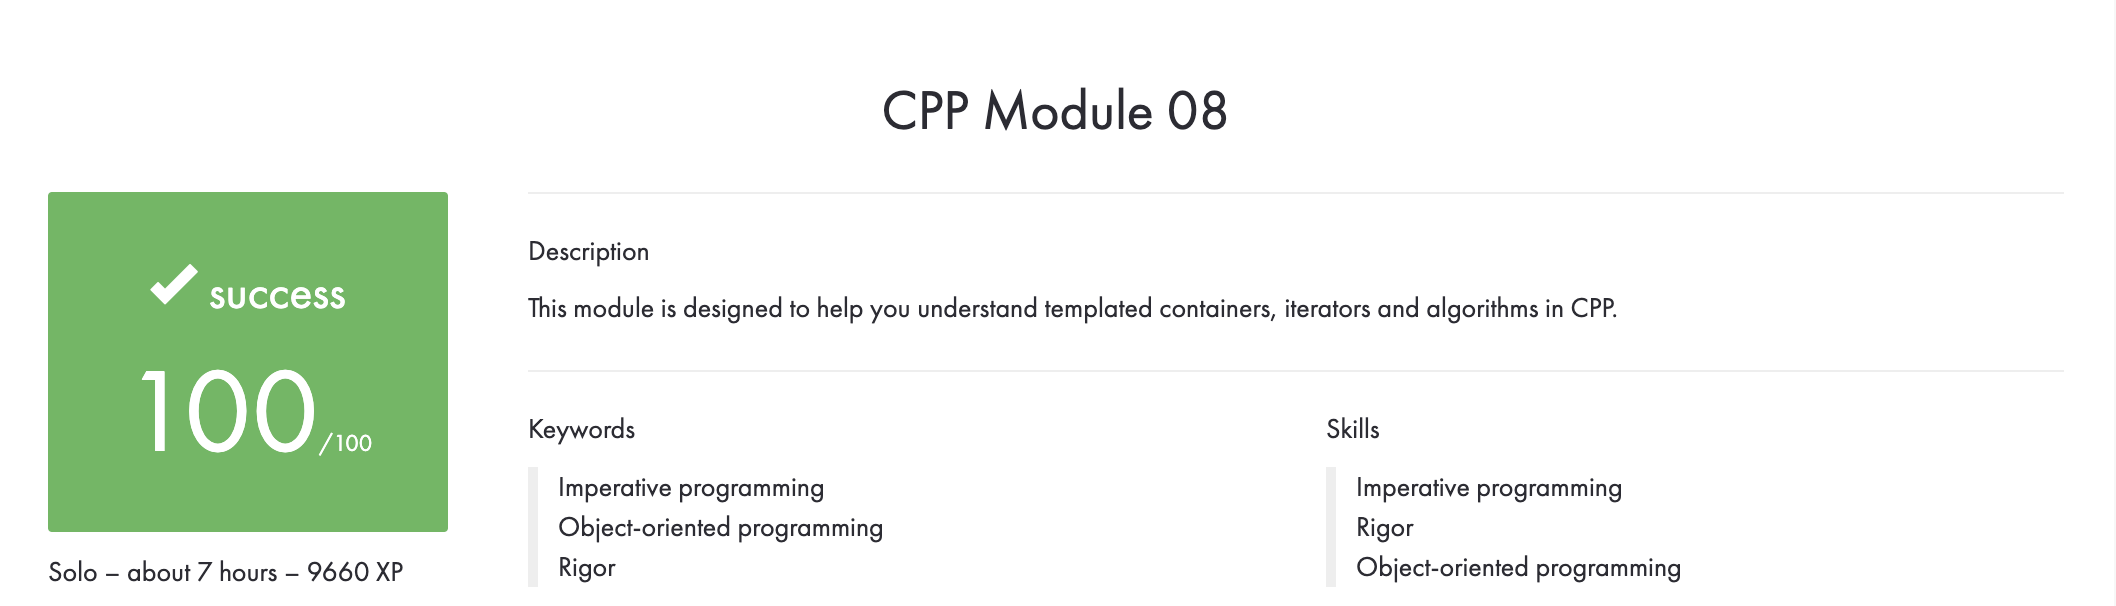 CPP Module 08
success
100/100
Solo – about 7 hours – 9660 XP
Description
This module is designed to help you understand templated containers, iterators and algorithms in CPP.
Keywords
Imperative programming
Object-oriented programming
Rigor
Skills
Imperative programming
Rigor
Object-oriented programming